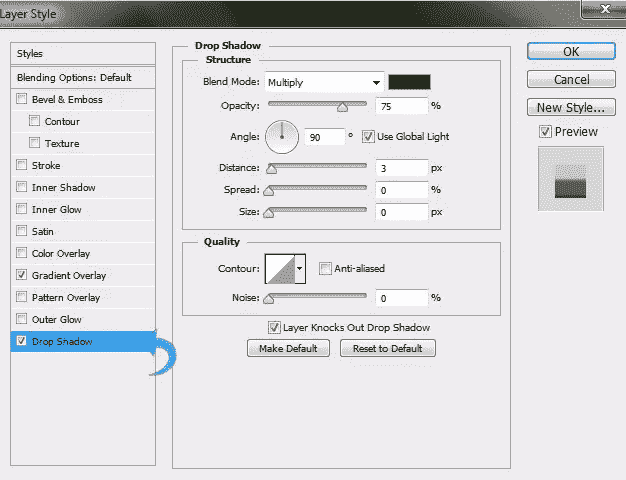 Layer Style
X
Styles
Blending Options: Default
Bevel & Emboss
Contour
Texture
Stroke
Inner Shadow
Inner Glow
Satin
Color Overlay
Gradient Overlay
Pattern Overlay
Outer Glow
Drop Shadow
Drop Shadow
Structure
Blend Mode: Multiply
Opacity: 75 %
Angle: 90 ° Use Global Light
Distance: 3 px
Spread: 0 %
Size: 0 px
Quality
Contour: Anti-aliased
Noise: 0 %
Layer Knocks Out Drop Shadow
Make Default Reset to Default
OK
Cancel
New Style...
Preview